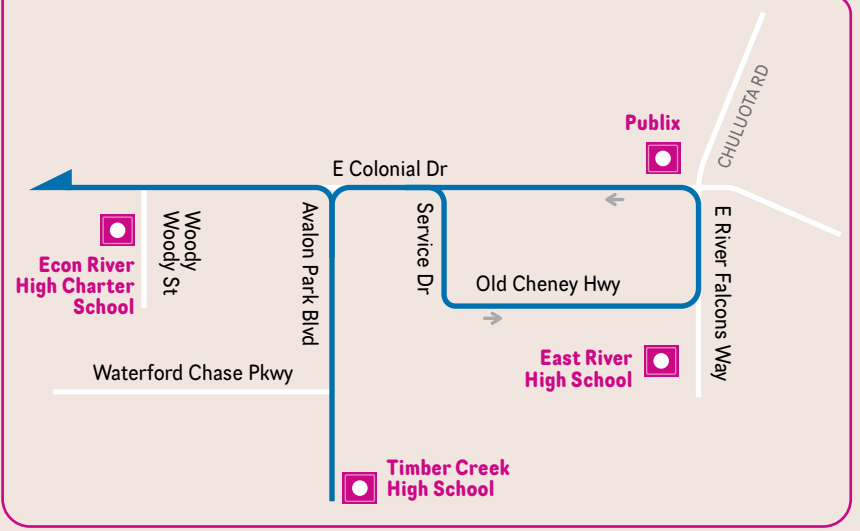 Publix
CHULUOTA RD
E Colonial Dr
Woody
Woody St
Avalon Park Blvd
Service Dr
E River Falcons Way
Econ River
High Charter
School
Old Cheney Hwy
East River
High School
Waterford Chase Pkwy
Timber Creek
High School